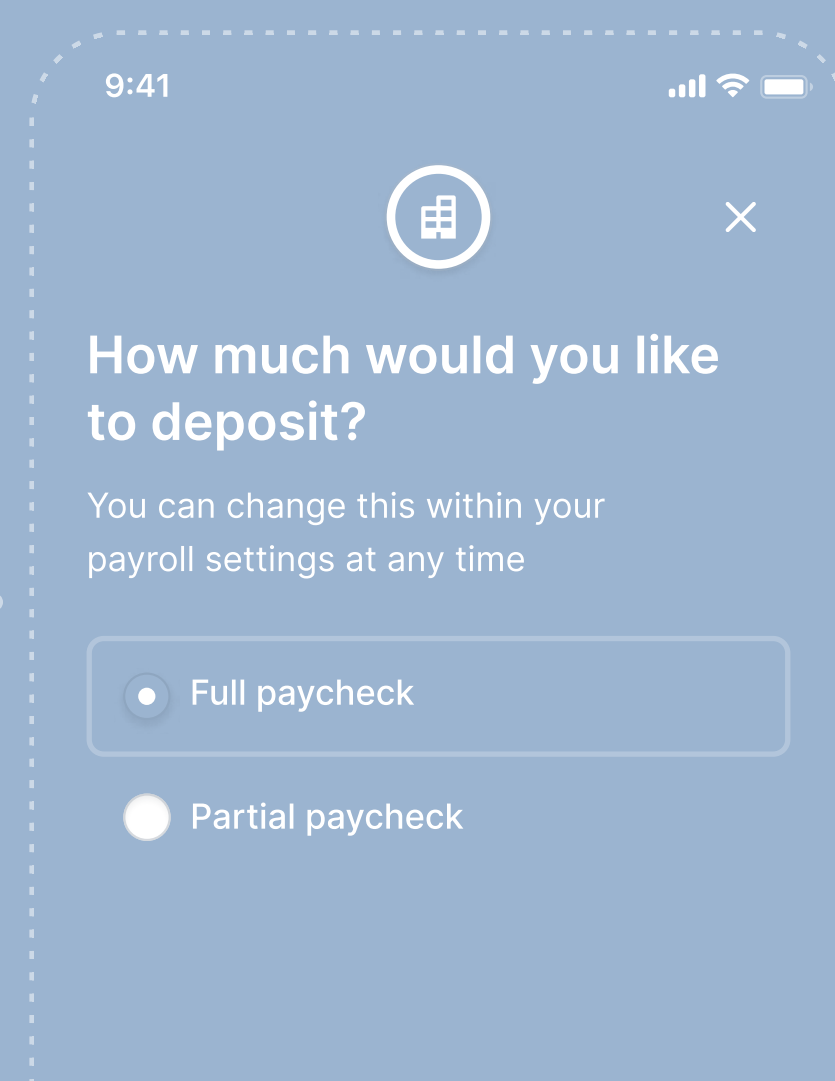 9:41
How much would you like
to deposit?
You can change this within your
payroll settings at any time
Full paycheck
Partial paycheck